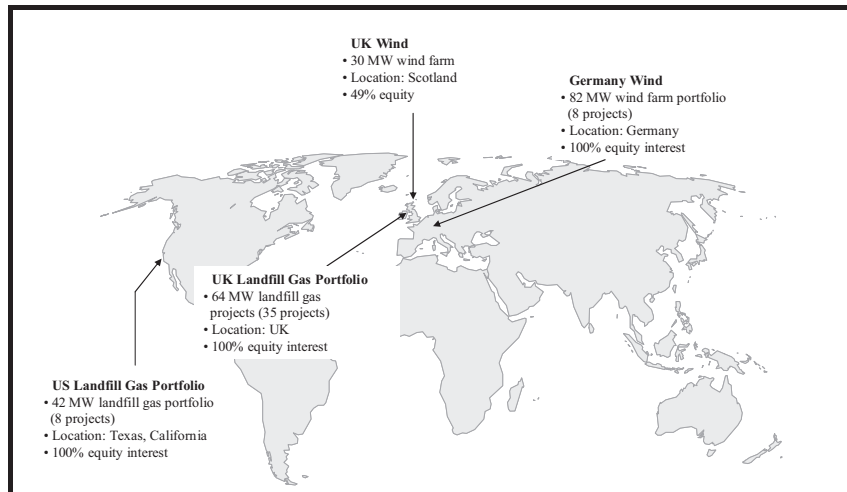 UK Wind
• 30 MW wind farm
• Location: Scotland
• 49% equity
Germany Wind
• 82 MW wind farm portfolio
(8 projects)
• Location: Germany
• 100% equity interest
UK Landfill Gas Portfolio
• 64 MW landfill gas
projects (35 projects)
• Location: UK
• 100% equity interest
US Landfill Gas Portfolio
• 42 MW landfill gas portfolio
(8 projects)
• Location: Texas, California
• 100% equity interest